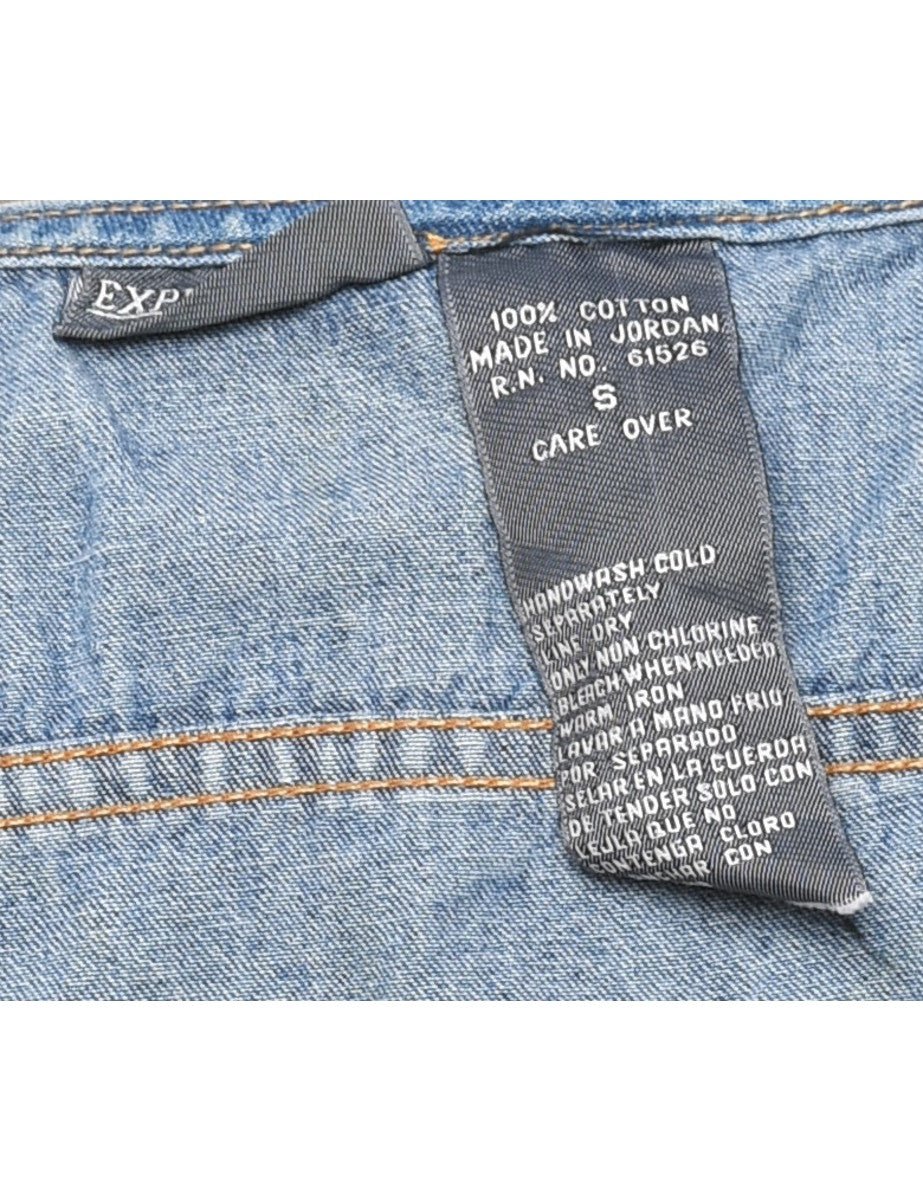 EXP
100% COTTON
MADE IN JORDAN
R.N. NO. 61526
S
CARE OVER
HANDWASH COLD
SEPARATELY
LINE DRY
ONLY NON CHLORINE
BLEACH WHEN NEEDED
WARM IRON
LAVAR A MANO FRIO
POR SEPARADO
SELAR EN LA CUERDA
DE TENDER SOLO CON
QUE NO
CONTENGA CLORO
CON